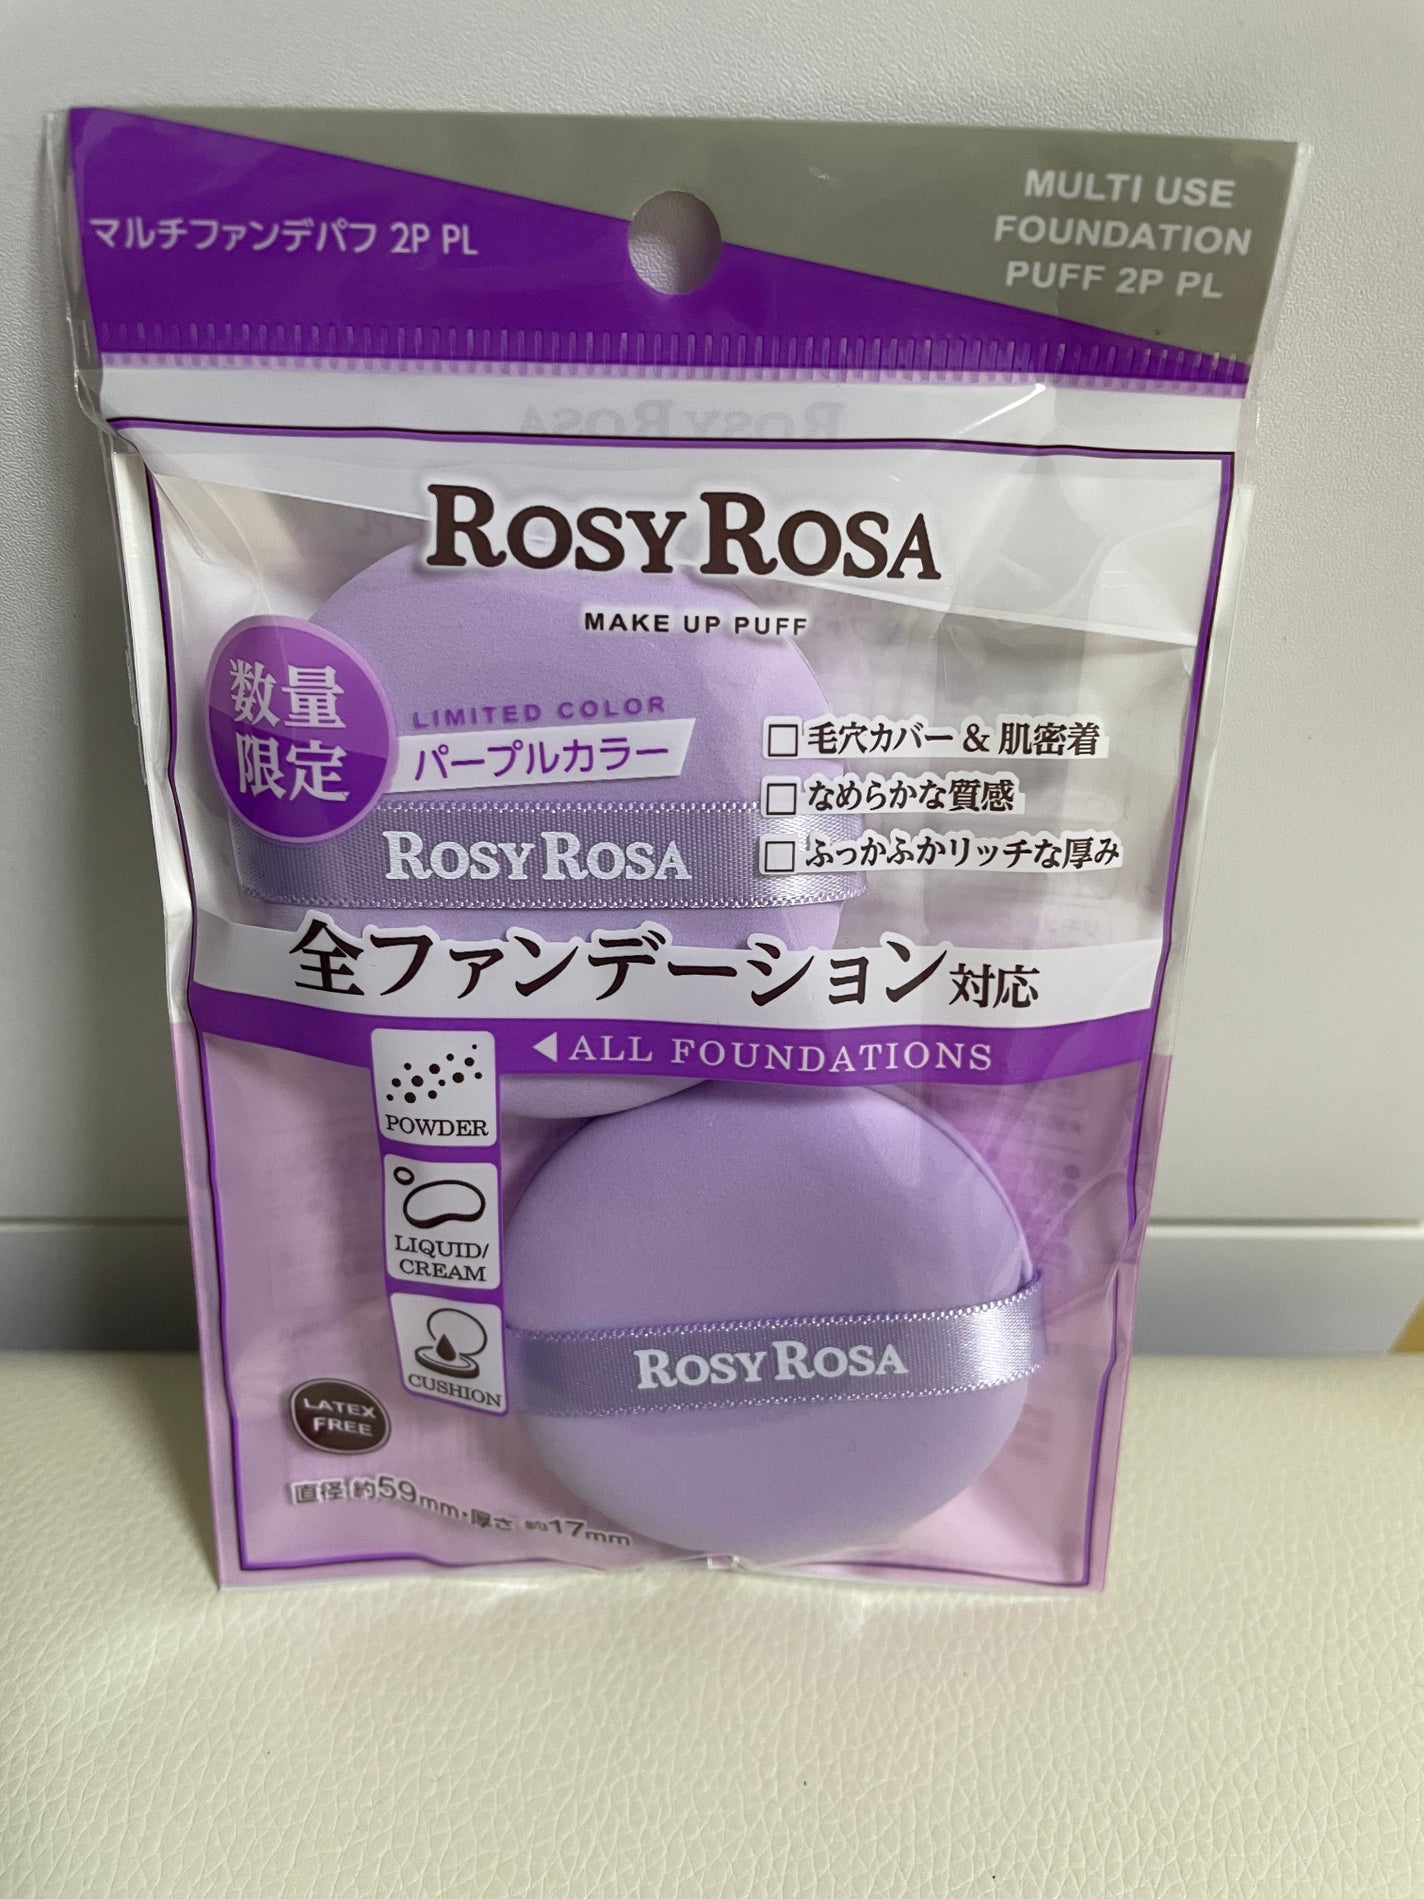 マルチファンデパフ 2P PL
MULTI USE
FOUNDATION
PUFF 2P PL
ROSY ROSA
MAKE UP PUFF
数量
限定
LIMITED COLOR
パープルカラー
□ 毛穴カバー & 肌密着
□ なめらかな質感
□ ふっかふかリッチな厚み
ROSY ROSA
全ファンデーション対応
◀ ALL FOUNDATIONS
POWDER
LIQUID/
CREAM
CUSHION
ROSY ROSA
LATEX
FREE
直径 約59mm・厚さ 約17mm